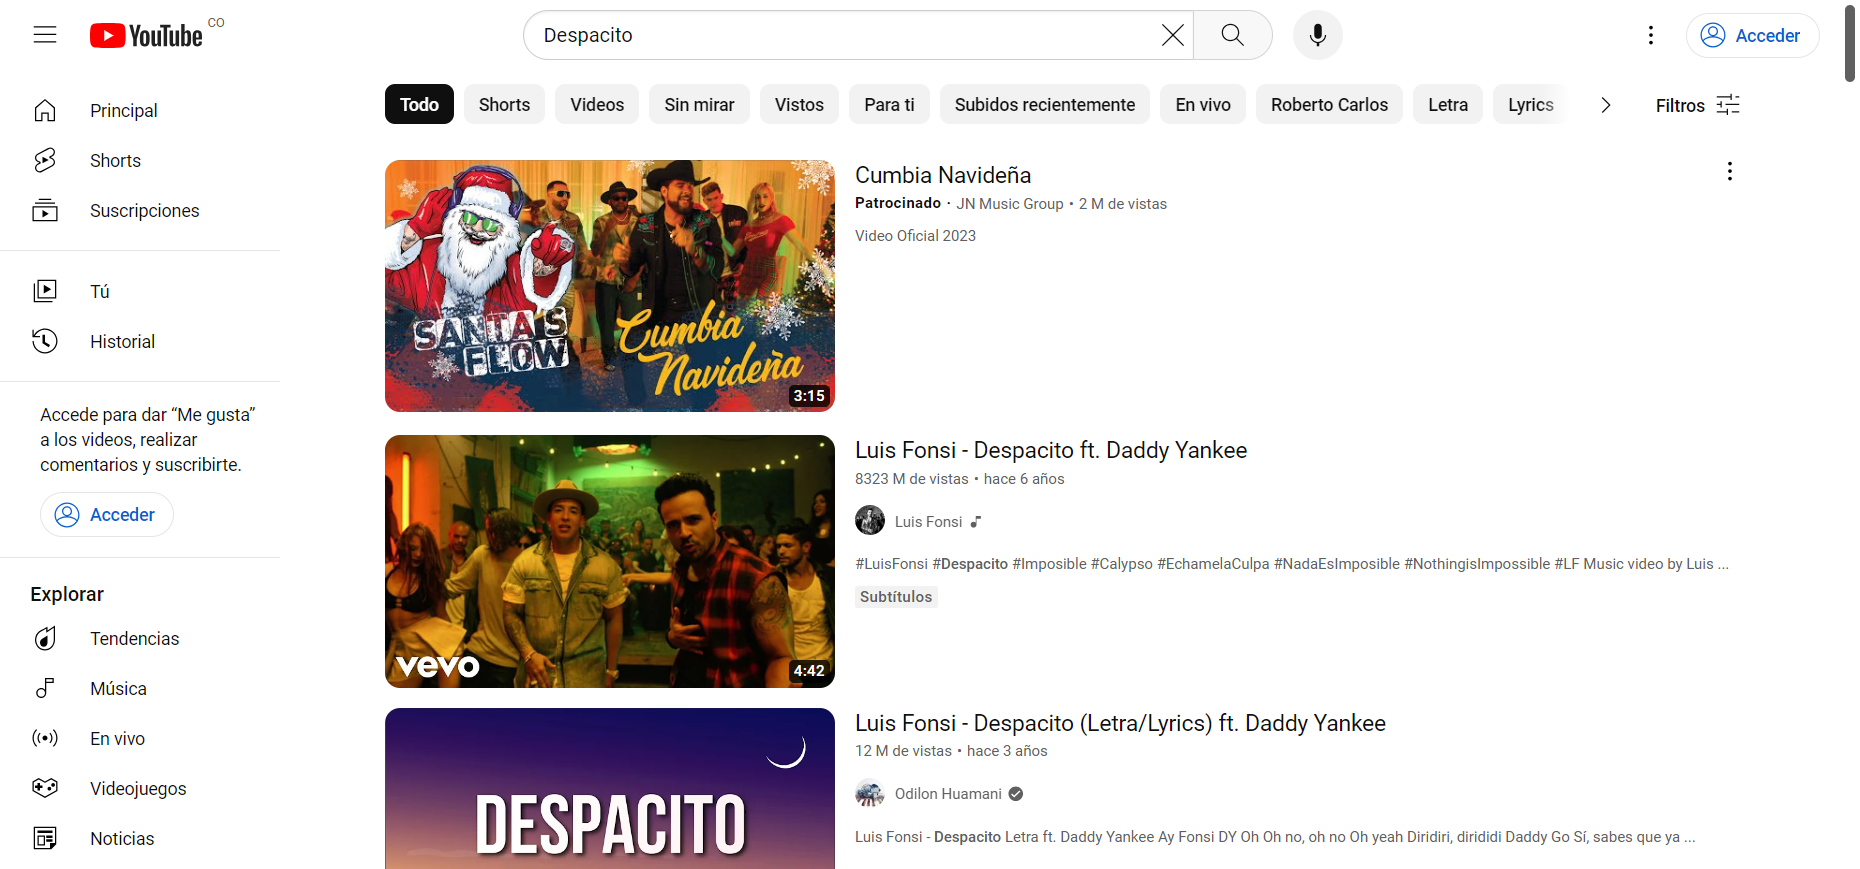 YouTube CO
Despacito
Acceder
Todo Shorts Videos Sin mirar Vistos Para ti Subidos recientemente En vivo Roberto Carlos Letra Lyrics Filtros
Principal
Shorts
Suscripciones
Tú
Historial
Accede para dar “Me gusta”
a los videos, realizar
comentarios y suscribirte.
Acceder
Explorar
Tendencias
Música
En vivo
Videojuegos
Noticias
SANTA'S
FLOW
Cumbia
Navideña
3:15
Cumbia Navideña
Patrocinado · JN Music Group • 2 M de vistas
Video Oficial 2023
vevo
4:42
Luis Fonsi - Despacito ft. Daddy Yankee
8323 M de vistas • hace 6 años
Luis Fonsi
#LuisFonsi #Despacito #Imposible #Calypso #EchamelaCulpa #NadaEsImposible #NothingisImpossible #LF Music video by Luis ...
Subtítulos
DESPACITO
Luis Fonsi - Despacito (Letra/Lyrics) ft. Daddy Yankee
12 M de vistas • hace 3 años
Odilon Huamani
Luis Fonsi - Despacito Letra ft. Daddy Yankee Ay Fonsi DY Oh Oh no, oh no Oh yeah Diridiri, dirididi Daddy Go Sí, sabes que ya ...